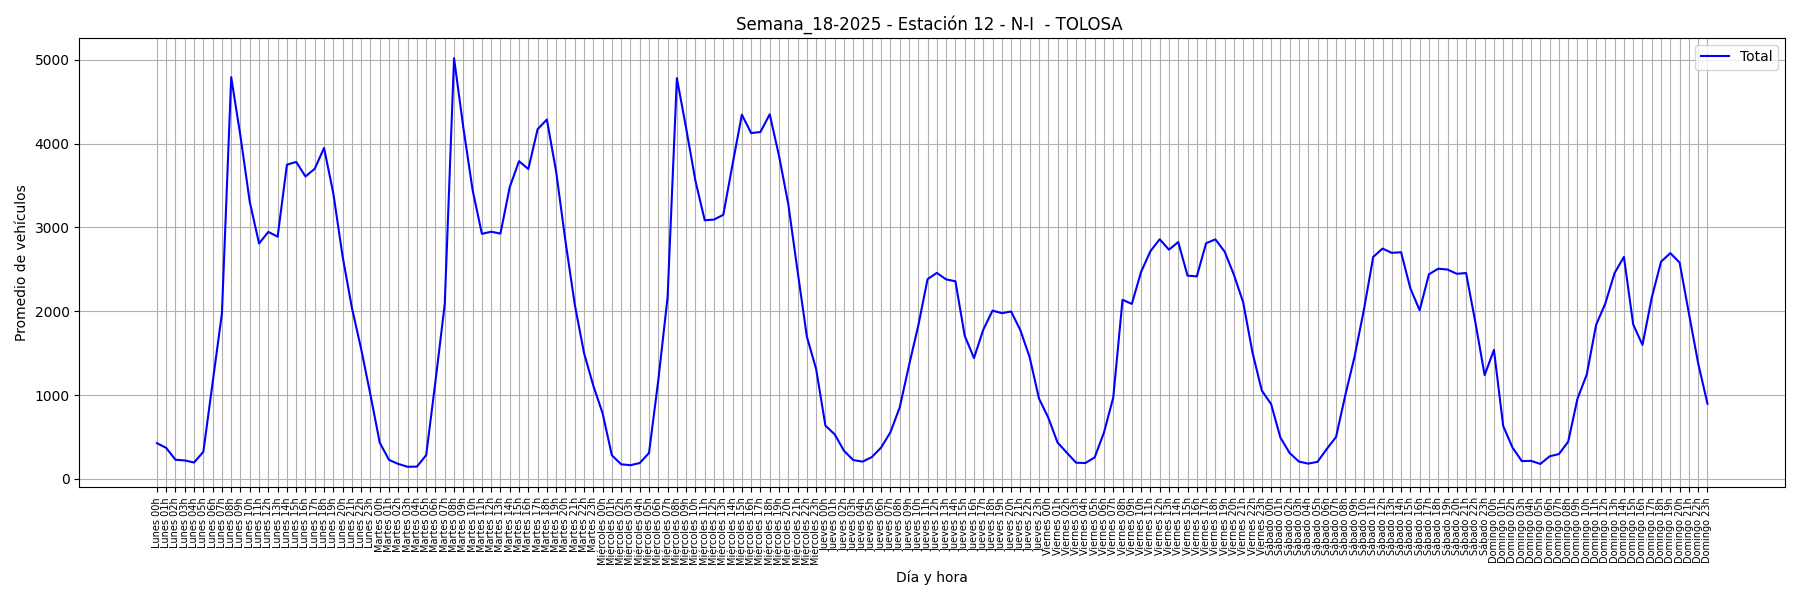 Semana_18-2025 - Estación 12 - N-I  - TOLOSA
Total
Promedio de vehículos
5000
4000
3000
2000
1000
0
Lunes 00h
Lunes 01h
Lunes 02h
Lunes 03h
Lunes 04h
Lunes 05h
Lunes 06h
Lunes 07h
Lunes 08h
Lunes 09h
Lunes 10h
Lunes 11h
Lunes 12h
Lunes 13h
Lunes 14h
Lunes 15h
Lunes 16h
Lunes 17h
Lunes 18h
Lunes 19h
Lunes 20h
Lunes 21h
Lunes 22h
Lunes 23h
Martes 00h
Martes 01h
Martes 02h
Martes 03h
Martes 04h
Martes 05h
Martes 06h
Martes 07h
Martes 08h
Martes 09h
Martes 10h
Martes 11h
Martes 12h
Martes 13h
Martes 14h
Martes 15h
Martes 16h
Martes 17h
Martes 18h
Martes 19h
Martes 20h
Martes 21h
Martes 22h
Martes 23h
Miércoles 00h
Miércoles 01h
Miércoles 02h
Miércoles 03h
Miércoles 04h
Miércoles 05h
Miércoles 06h
Miércoles 07h
Miércoles 08h
Miércoles 09h
Miércoles 10h
Miércoles 11h
Miércoles 12h
Miércoles 13h
Miércoles 14h
Miércoles 15h
Miércoles 16h
Miércoles 17h
Miércoles 18h
Miércoles 19h
Miércoles 20h
Miércoles 21h
Miércoles 22h
Miércoles 23h
Jueves 00h
Jueves 01h
Jueves 02h
Jueves 03h
Jueves 04h
Jueves 05h
Jueves 06h
Jueves 07h
Jueves 08h
Jueves 09h
Jueves 10h
Jueves 11h
Jueves 12h
Jueves 13h
Jueves 14h
Jueves 15h
Jueves 16h
Jueves 17h
Jueves 18h
Jueves 19h
Jueves 20h
Jueves 21h
Jueves 22h
Jueves 23h
Viernes 00h
Viernes 01h
Viernes 02h
Viernes 03h
Viernes 04h
Viernes 05h
Viernes 06h
Viernes 07h
Viernes 08h
Viernes 09h
Viernes 10h
Viernes 11h
Viernes 12h
Viernes 13h
Viernes 14h
Viernes 15h
Viernes 16h
Viernes 17h
Viernes 18h
Viernes 19h
Viernes 20h
Viernes 21h
Viernes 22h
Viernes 23h
Sábado 00h
Sábado 01h
Sábado 02h
Sábado 03h
Sábado 04h
Sábado 05h
Sábado 06h
Sábado 07h
Sábado 08h
Sábado 09h
Sábado 10h
Sábado 11h
Sábado 12h
Sábado 13h
Sábado 14h
Sábado 15h
Sábado 16h
Sábado 17h
Sábado 18h
Sábado 19h
Sábado 20h
Sábado 21h
Sábado 22h
Sábado 23h
Domingo 00h
Domingo 01h
Domingo 02h
Domingo 03h
Domingo 04h
Domingo 05h
Domingo 06h
Domingo 07h
Domingo 08h
Domingo 09h
Domingo 10h
Domingo 11h
Domingo 12h
Domingo 13h
Domingo 14h
Domingo 15h
Domingo 16h
Domingo 17h
Domingo 18h
Domingo 19h
Domingo 20h
Domingo 21h
Domingo 22h
Domingo 23h
Día y hora